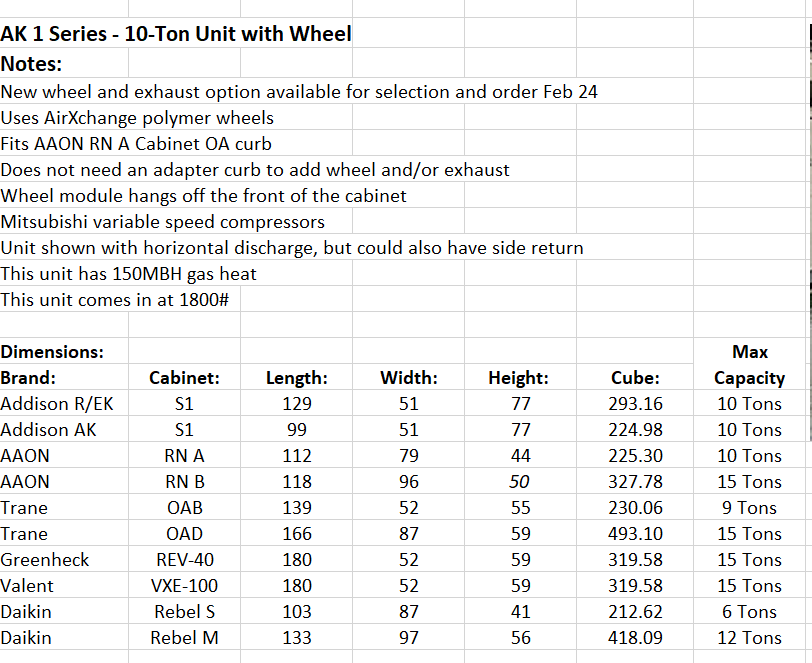 AK 1 Series - 10-Ton Unit with Wheel
Notes:
New wheel and exhaust option available for selection and order Feb 24
Uses AirXchange polymer wheels
Fits AAON RN A Cabinet OA curb
Does not need an adapter curb to add wheel and/or exhaust
Wheel module hangs off the front of the cabinet
Mitsubishi variable speed compressors
Unit shown with horizontal discharge, but could also have side return
This unit has 150MBH gas heat
This unit comes in at 1800#
Dimensions: Max
Brand: Cabinet: Length: Width: Height: Cube: Capacity
Addison R/EK S1 129 51 77 293.16 10 Tons
Addison AK S1 99 51 77 224.98 10 Tons
AAON RN A 112 79 44 225.30 10 Tons
AAON RN B 118 96 50 327.78 15 Tons
Trane OAB 139 52 55 230.06 9 Tons
Trane OAD 166 87 59 493.10 15 Tons
Greenheck REV-40 180 52 59 319.58 15 Tons
Valent VXE-100 180 52 59 319.58 15 Tons
Daikin Rebel S 103 87 41 212.62 6 Tons
Daikin Rebel M 133 97 56 418.09 12 Tons